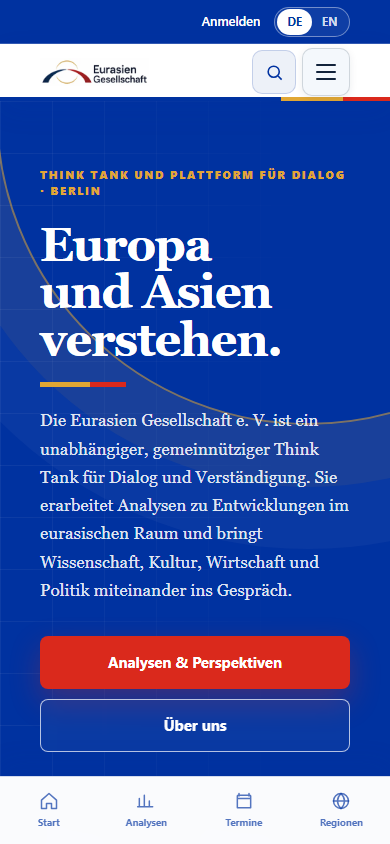 Anmelden DE EN
Eurasien
Gesellschaft
THINK TANK UND PLATTFORM FÜR DIALOG
· BERLIN
Europa
und Asien
verstehen.
Die Eurasien Gesellschaft e. V. ist ein
unabhängiger, gemeinnütziger Think
Tank für Dialog und Verständigung. Sie
erarbeitet Analysen zu Entwicklungen im
eurasischen Raum und bringt
Wissenschaft, Kultur, Wirtschaft und
Politik miteinander ins Gespräch.
Analysen & Perspektiven
Über uns
Start Analysen Termine Regionen